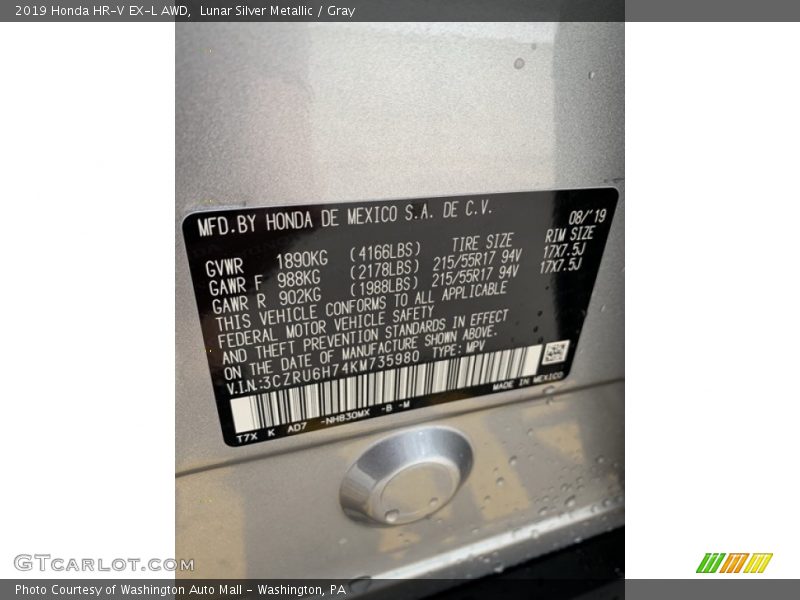 2019 Honda HR-V EX-L AWD,  Lunar Silver Metallic / Gray
MFD.BY HONDA DE MEXICO S.A. DE C.V. 08/'19
GVWR 1890KG (4166LBS) TIRE SIZE RIM SIZE
GAWR F 988KG (2178LBS) 215/55R17 94V 17X7.5J
GAWR R 902KG (1988LBS) 215/55R17 94V 17X7.5J
THIS VEHICLE CONFORMS TO ALL APPLICABLE
FEDERAL MOTOR VEHICLE SAFETY
AND THEFT PREVENTION STANDARDS IN EFFECT
ON THE DATE OF MANUFACTURE SHOWN ABOVE.
V.I.N.:3CZRU6H74KM735980 TYPE: MPV
MADE IN MEXICO
T7X K AD7 -NH830MX -B -M
GTCARLOT.COM
Photo Courtesy of Washington Auto Mall - Washington, PA